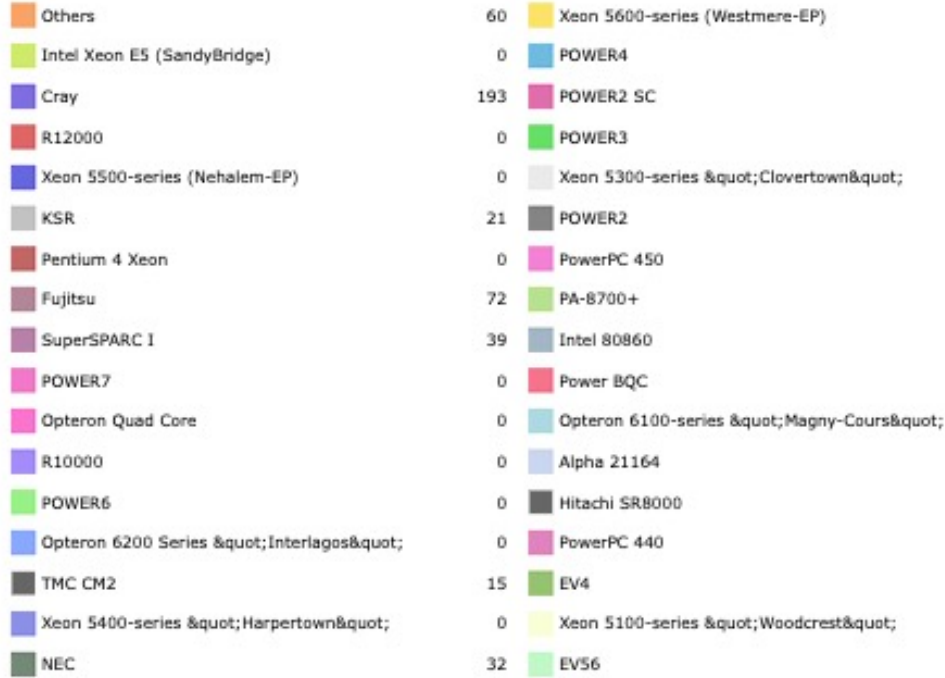 Others 60 Xeon 5600-series (Westmere-EP)
Intel Xeon E5 (SandyBridge) 0 POWER4
Cray 193 POWER2 SC
R12000 0 POWER3
Xeon 5500-series (Nehalem-EP) 0 Xeon 5300-series &quot;Clovertown&quot;
KSR 21 POWER2
Pentium 4 Xeon 0 PowerPC 450
Fujitsu 72 PA-8700+
SuperSPARC I 39 Intel 80860
POWER7 0 Power BQC
Opteron Quad Core 0 Opteron 6100-series &quot;Magny-Cours&quot;
R10000 0 Alpha 21164
POWER6 0 Hitachi SR8000
Opteron 6200 Series &quot;Interlagos&quot; 0 PowerPC 440
TMC CM2 15 EV4
Xeon 5400-series &quot;Harpertown&quot; 0 Xeon 5100-series &quot;Woodcrest&quot;
NEC 32 EV56